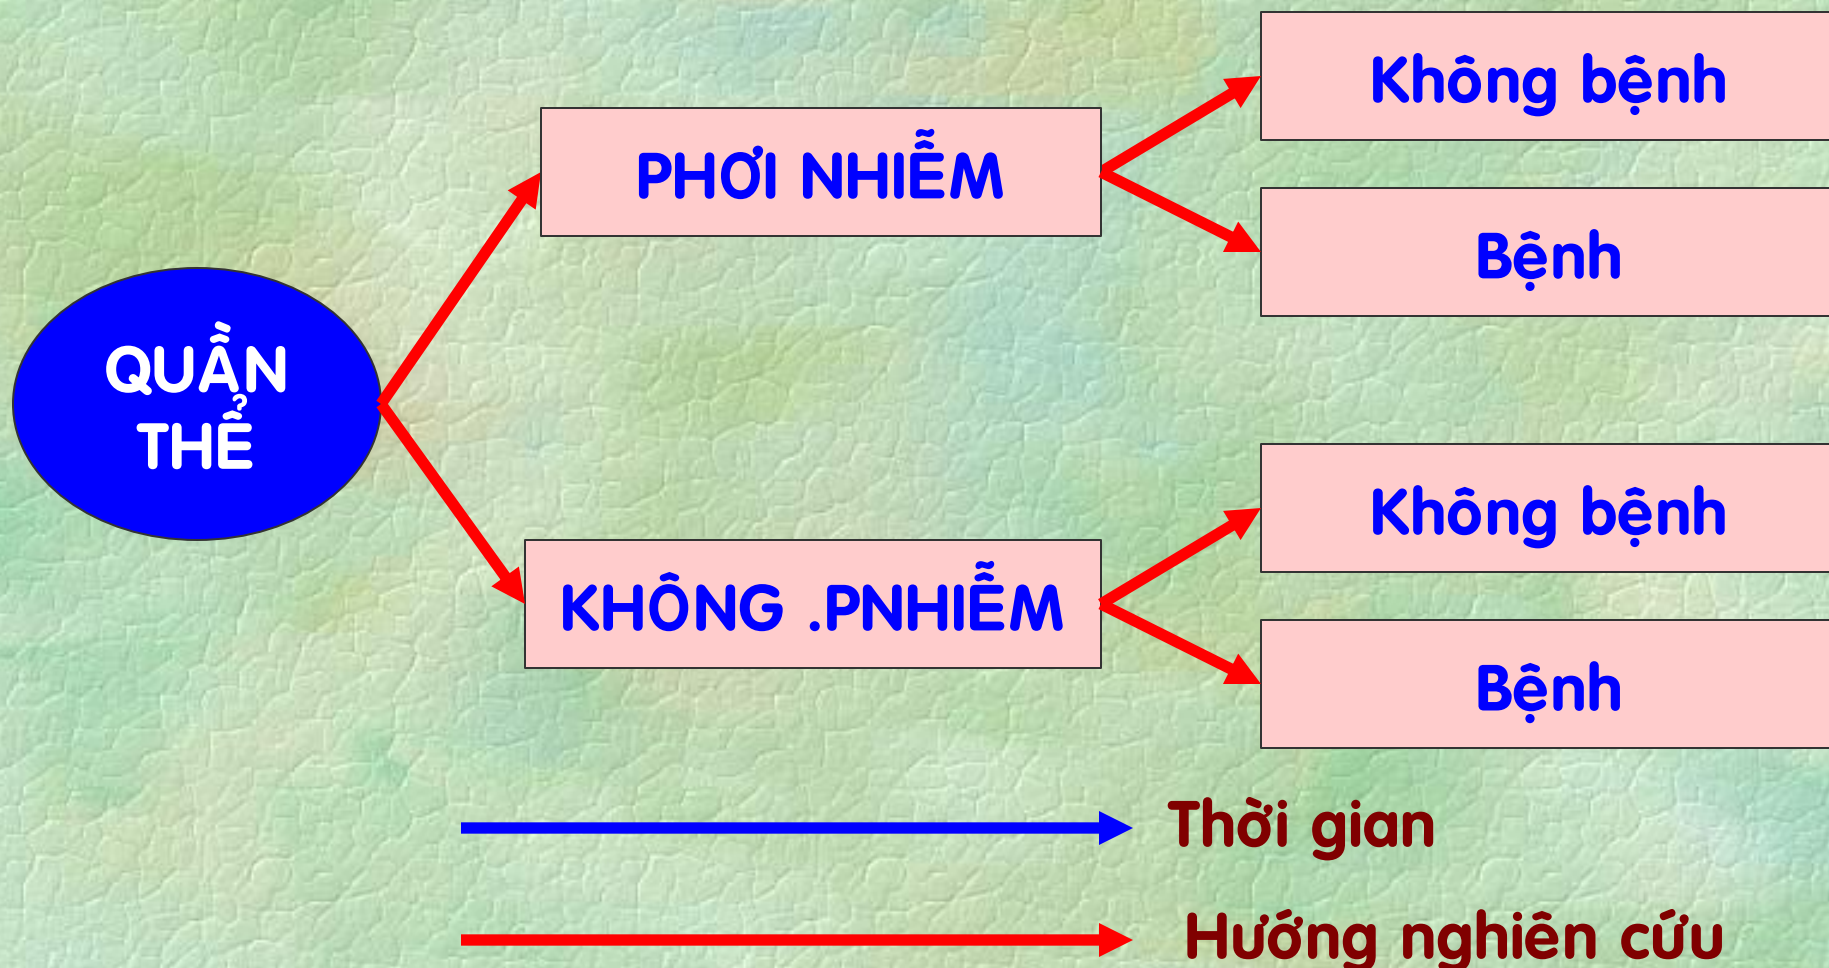 Không bệnh
PHƠI NHIỄM
Bệnh
QUẦN
THỂ
Không bệnh
KHÔNG .PNHIỄM
Bệnh
Thời gian
Hướng nghiên cứu